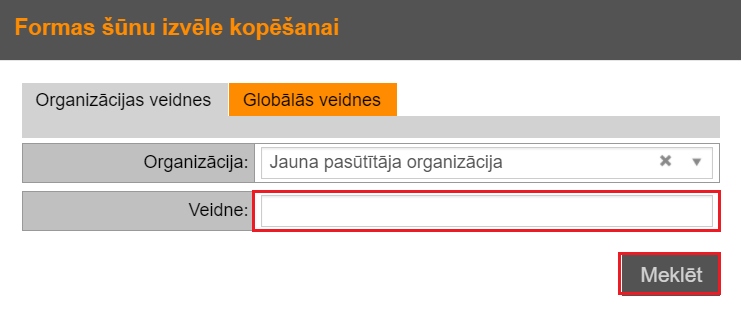 Formas šūnu izvēle kopēšanai
Organizācijas veidnes Globālās veidnes
Organizācija: Jauna pasūtītāja organizācija
Veidne:
Meklēt